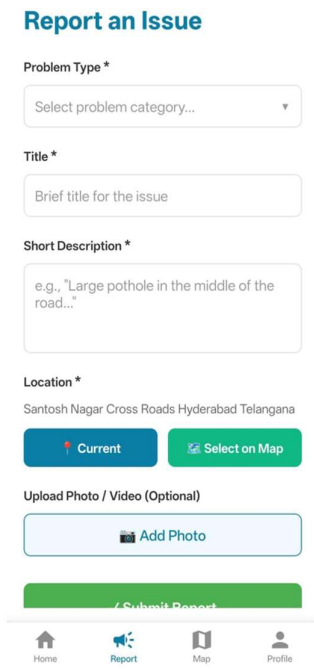 Report an Issue
Problem Type *
Select problem category...
Title *
Brief title for the issue
Short Description *
e.g., "Large pothole in the middle of the
road..."
Location *
Santosh Nagar Cross Roads Hyderabad Telangana
Current
Select on Map
Upload Photo / Video (Optional)
Add Photo
Submit Report
Home
Report
Map
Profile